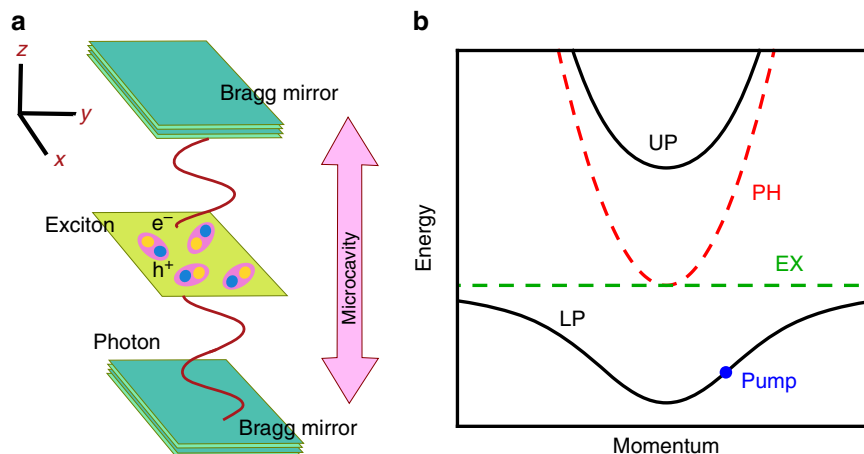 a
z
y
x
Bragg mirror
Exciton
e−
h+
Microcavity
Photon
Bragg mirror
b
UP
PH
EX
LP
Pump
Energy
Momentum